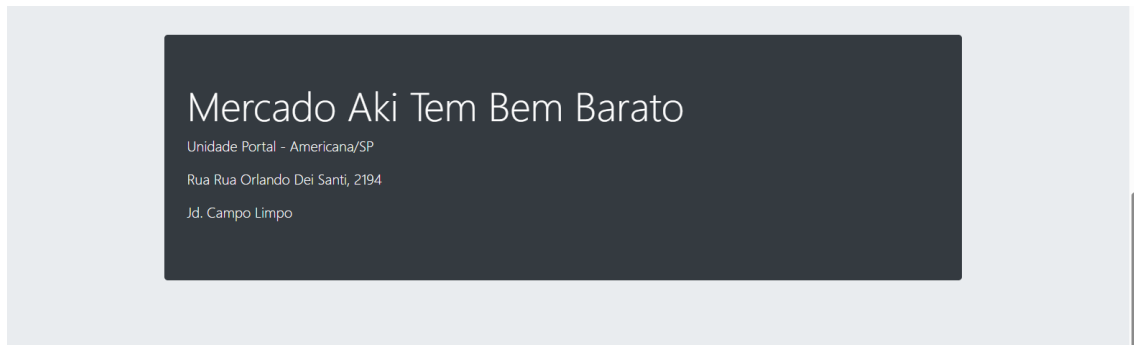 Mercado Aki Tem Bem Barato
Unidade Portal - Americana/SP
Rua Rua Orlando Dei Santi, 2194
Jd. Campo Limpo